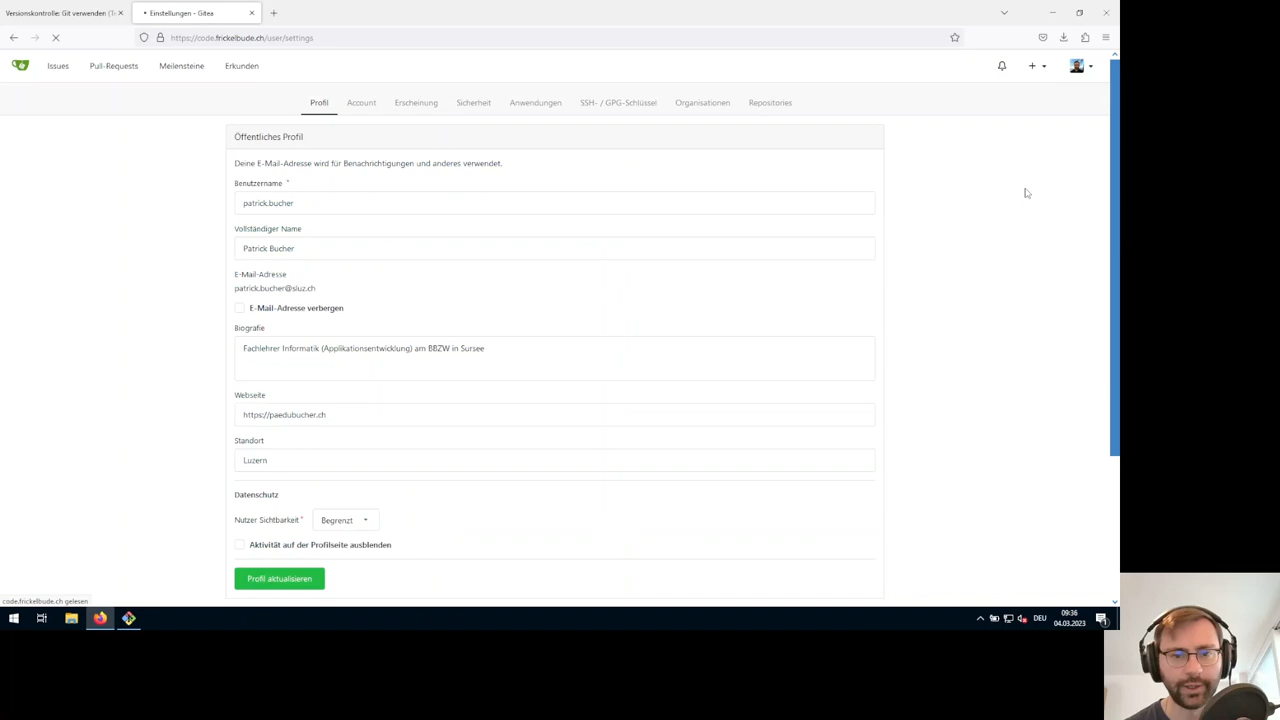 Versionskontrolle: Git verwenden (Te
Einstellungen - Gitea
https://code.frickelbude.ch/user/settings
Issues Pull-Requests Meilensteine Erkunden
Profil Account Erscheinung Sicherheit Anwendungen SSH- / GPG-Schlüssel Organisationen Repositories
Öffentliches Profil
Deine E-Mail-Adresse wird für Benachrichtigungen und anderes verwendet.
Benutzername *
patrick.bucher
Vollständiger Name
Patrick Bucher
E-Mail-Adresse
patrick.bucher@sluz.ch
E-Mail-Adresse verbergen
Biografie
Fachlehrer Informatik (Applikationsentwicklung) am BBZW in Sursee
Webseite
https://paedubucher.ch
Standort
Luzern
Datenschutz
Nutzer Sichtbarkeit * Begrenzt
Aktivität auf der Profilseite ausblenden
Profil aktualisieren
code.frickelbude.ch gelesen
DEU
09:36
04.03.2023
1